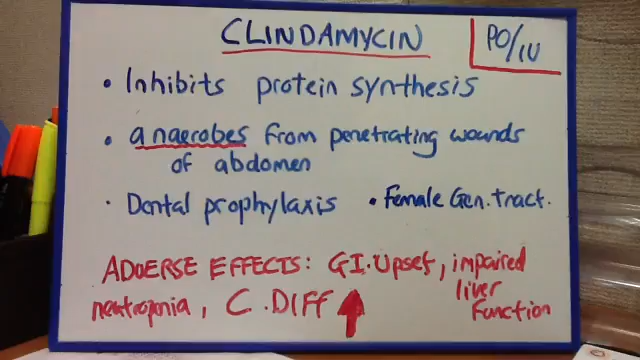 CLINDAMYCIN
PO/IV
• Inhibits protein synthesis
• anaerobes from penetrating wounds
of abdomen
• Dental prophylaxis • Female Gen. tract.
ADVERSE EFFECTS: GI. Upset, impaired
liver
neutropnia, C. DIFF ↑ function